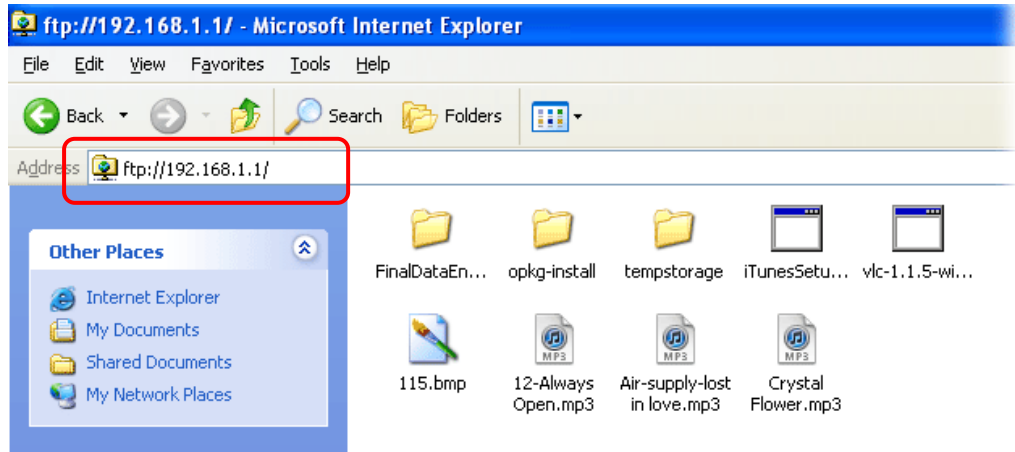 ftp://192.168.1.1/ - Microsoft Internet Explorer
File Edit View Favorites Tools Help
Back Search Folders
Address ftp://192.168.1.1/
Other Places
Internet Explorer
My Documents
Shared Documents
My Network Places
FinalDataEn... opkg-install tempstorage iTunesSetu... vlc-1.1.5-wi...
MP3 MP3 MP3
115.bmp 12-Always Air-supply-lost Crystal
Open.mp3 in love.mp3 Flower.mp3